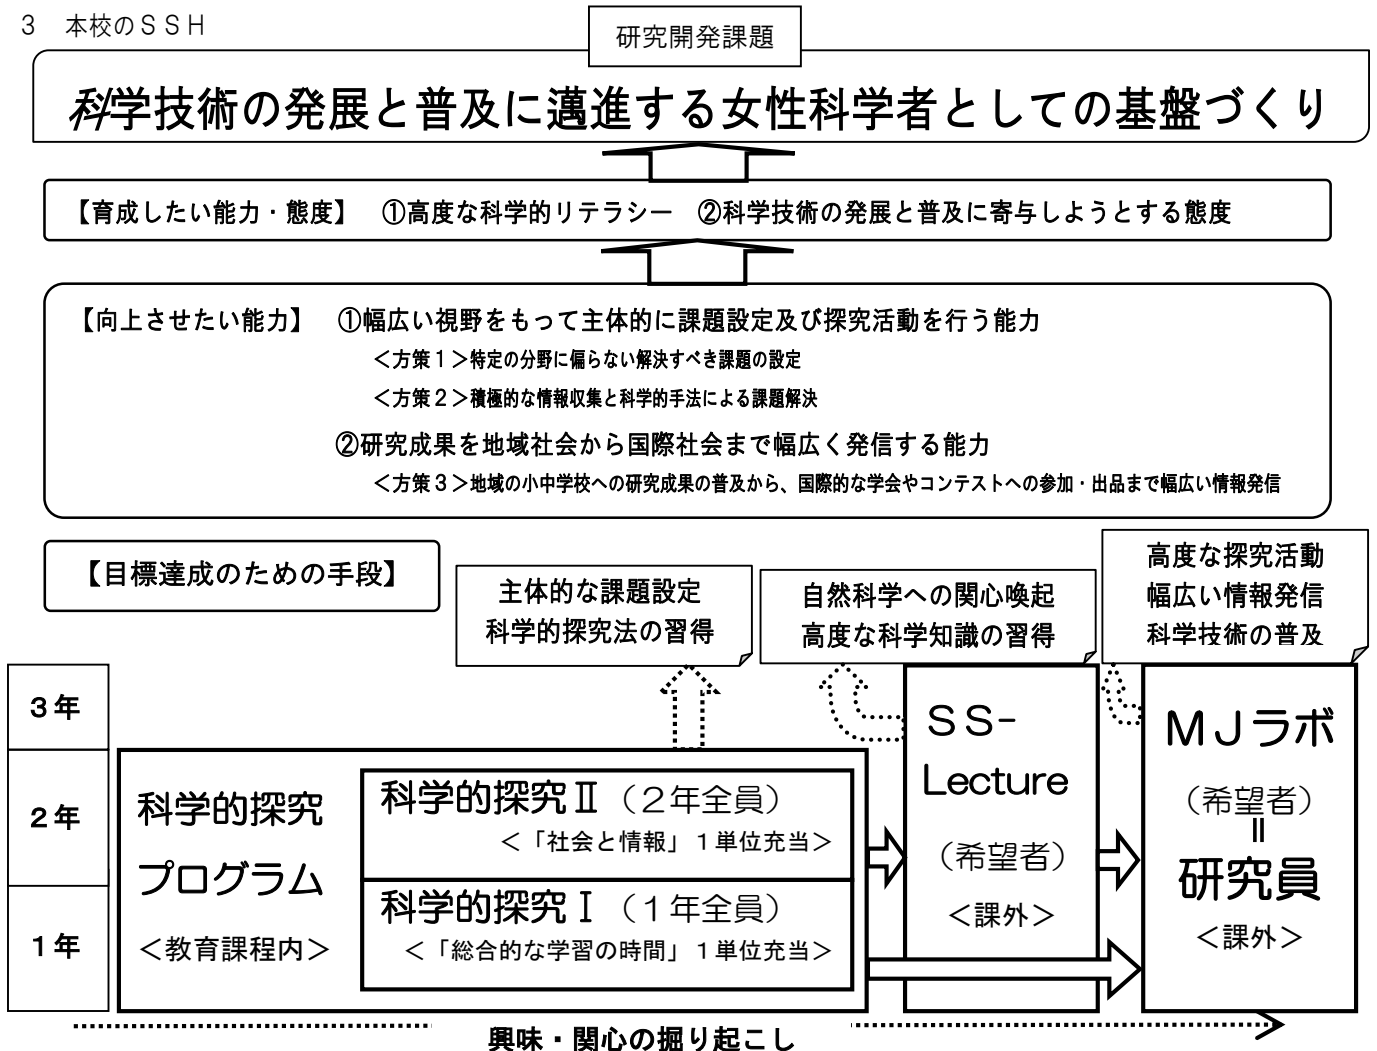 3　本校のＳＳＨ
研究開発課題
科学技術の発展と普及に邁進する女性科学者としての基盤づくり
【育成したい能力・態度】　①高度な科学的リテラシー　②科学技術の発展と普及に寄与しようとする態度
【向上させたい能力】　①幅広い視野をもって主体的に課題設定及び探究活動を行う能力
＜方策１＞特定の分野に偏らない解決すべき課題の設定
＜方策２＞積極的な情報収集と科学的手法による課題解決
②研究成果を地域社会から国際社会まで幅広く発信する能力
＜方策３＞地域の小中学校への研究成果の普及から、国際的な学会やコンテストへの参加・出品まで幅広い情報発信
【目標達成のための手段】
主体的な課題設定
科学的探究法の習得
自然科学への関心喚起
高度な科学知識の習得
高度な探究活動
幅広い情報発信
科学技術の普及
３年
２年
１年
科学的探究
プログラム
＜教育課程内＞
科学的探究Ⅱ（２年全員）
＜「社会と情報」１単位充当＞
科学的探究Ⅰ（１年全員）
＜「総合的な学習の時間」１単位充当＞
ＳＳ-
Lecture
（希望者）
＜課外＞
ＭＪラボ
（希望者）
＝
研究員
＜課外＞
興味・関心の掘り起こし